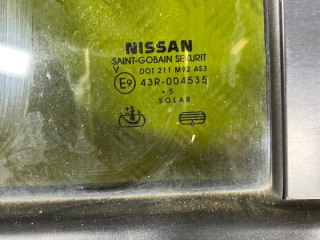 NISSAN
SAINT-GOBAIN SEKURIT
V DOT 211 M92 AS3
E9 43R-004535
. 5
SOLAR